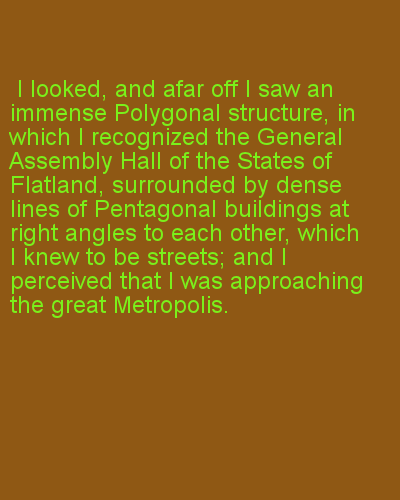 I looked, and afar off I saw an
immense Polygonal structure, in
which I recognized the General
Assembly Hall of the States of
Flatland, surrounded by dense
lines of Pentagonal buildings at
right angles to each other, which
I knew to be streets; and I
perceived that I was approaching
the great Metropolis.